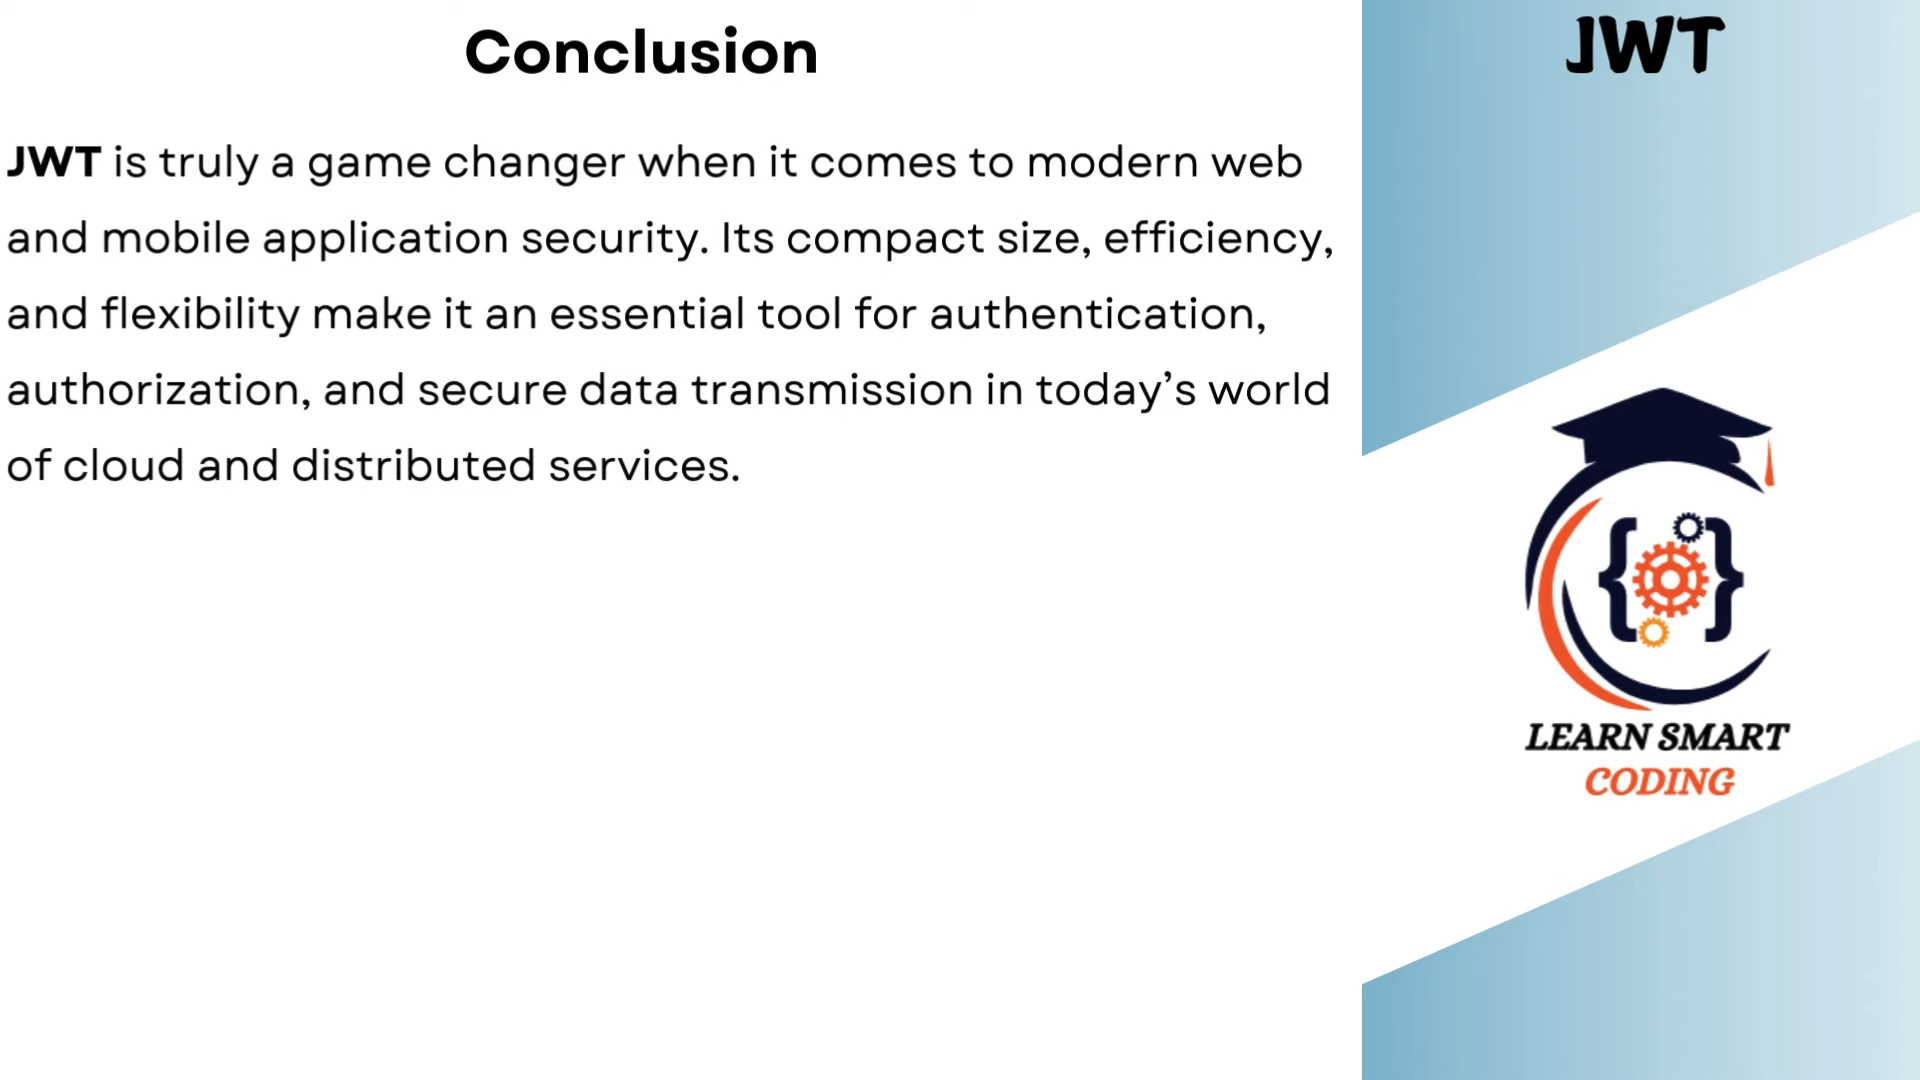 Conclusion
JWT is truly a game changer when it comes to modern web
and mobile application security. Its compact size, efficiency,
and flexibility make it an essential tool for authentication,
authorization, and secure data transmission in today’s world
of cloud and distributed services.
JWT
{ }
LEARN SMART
CODING